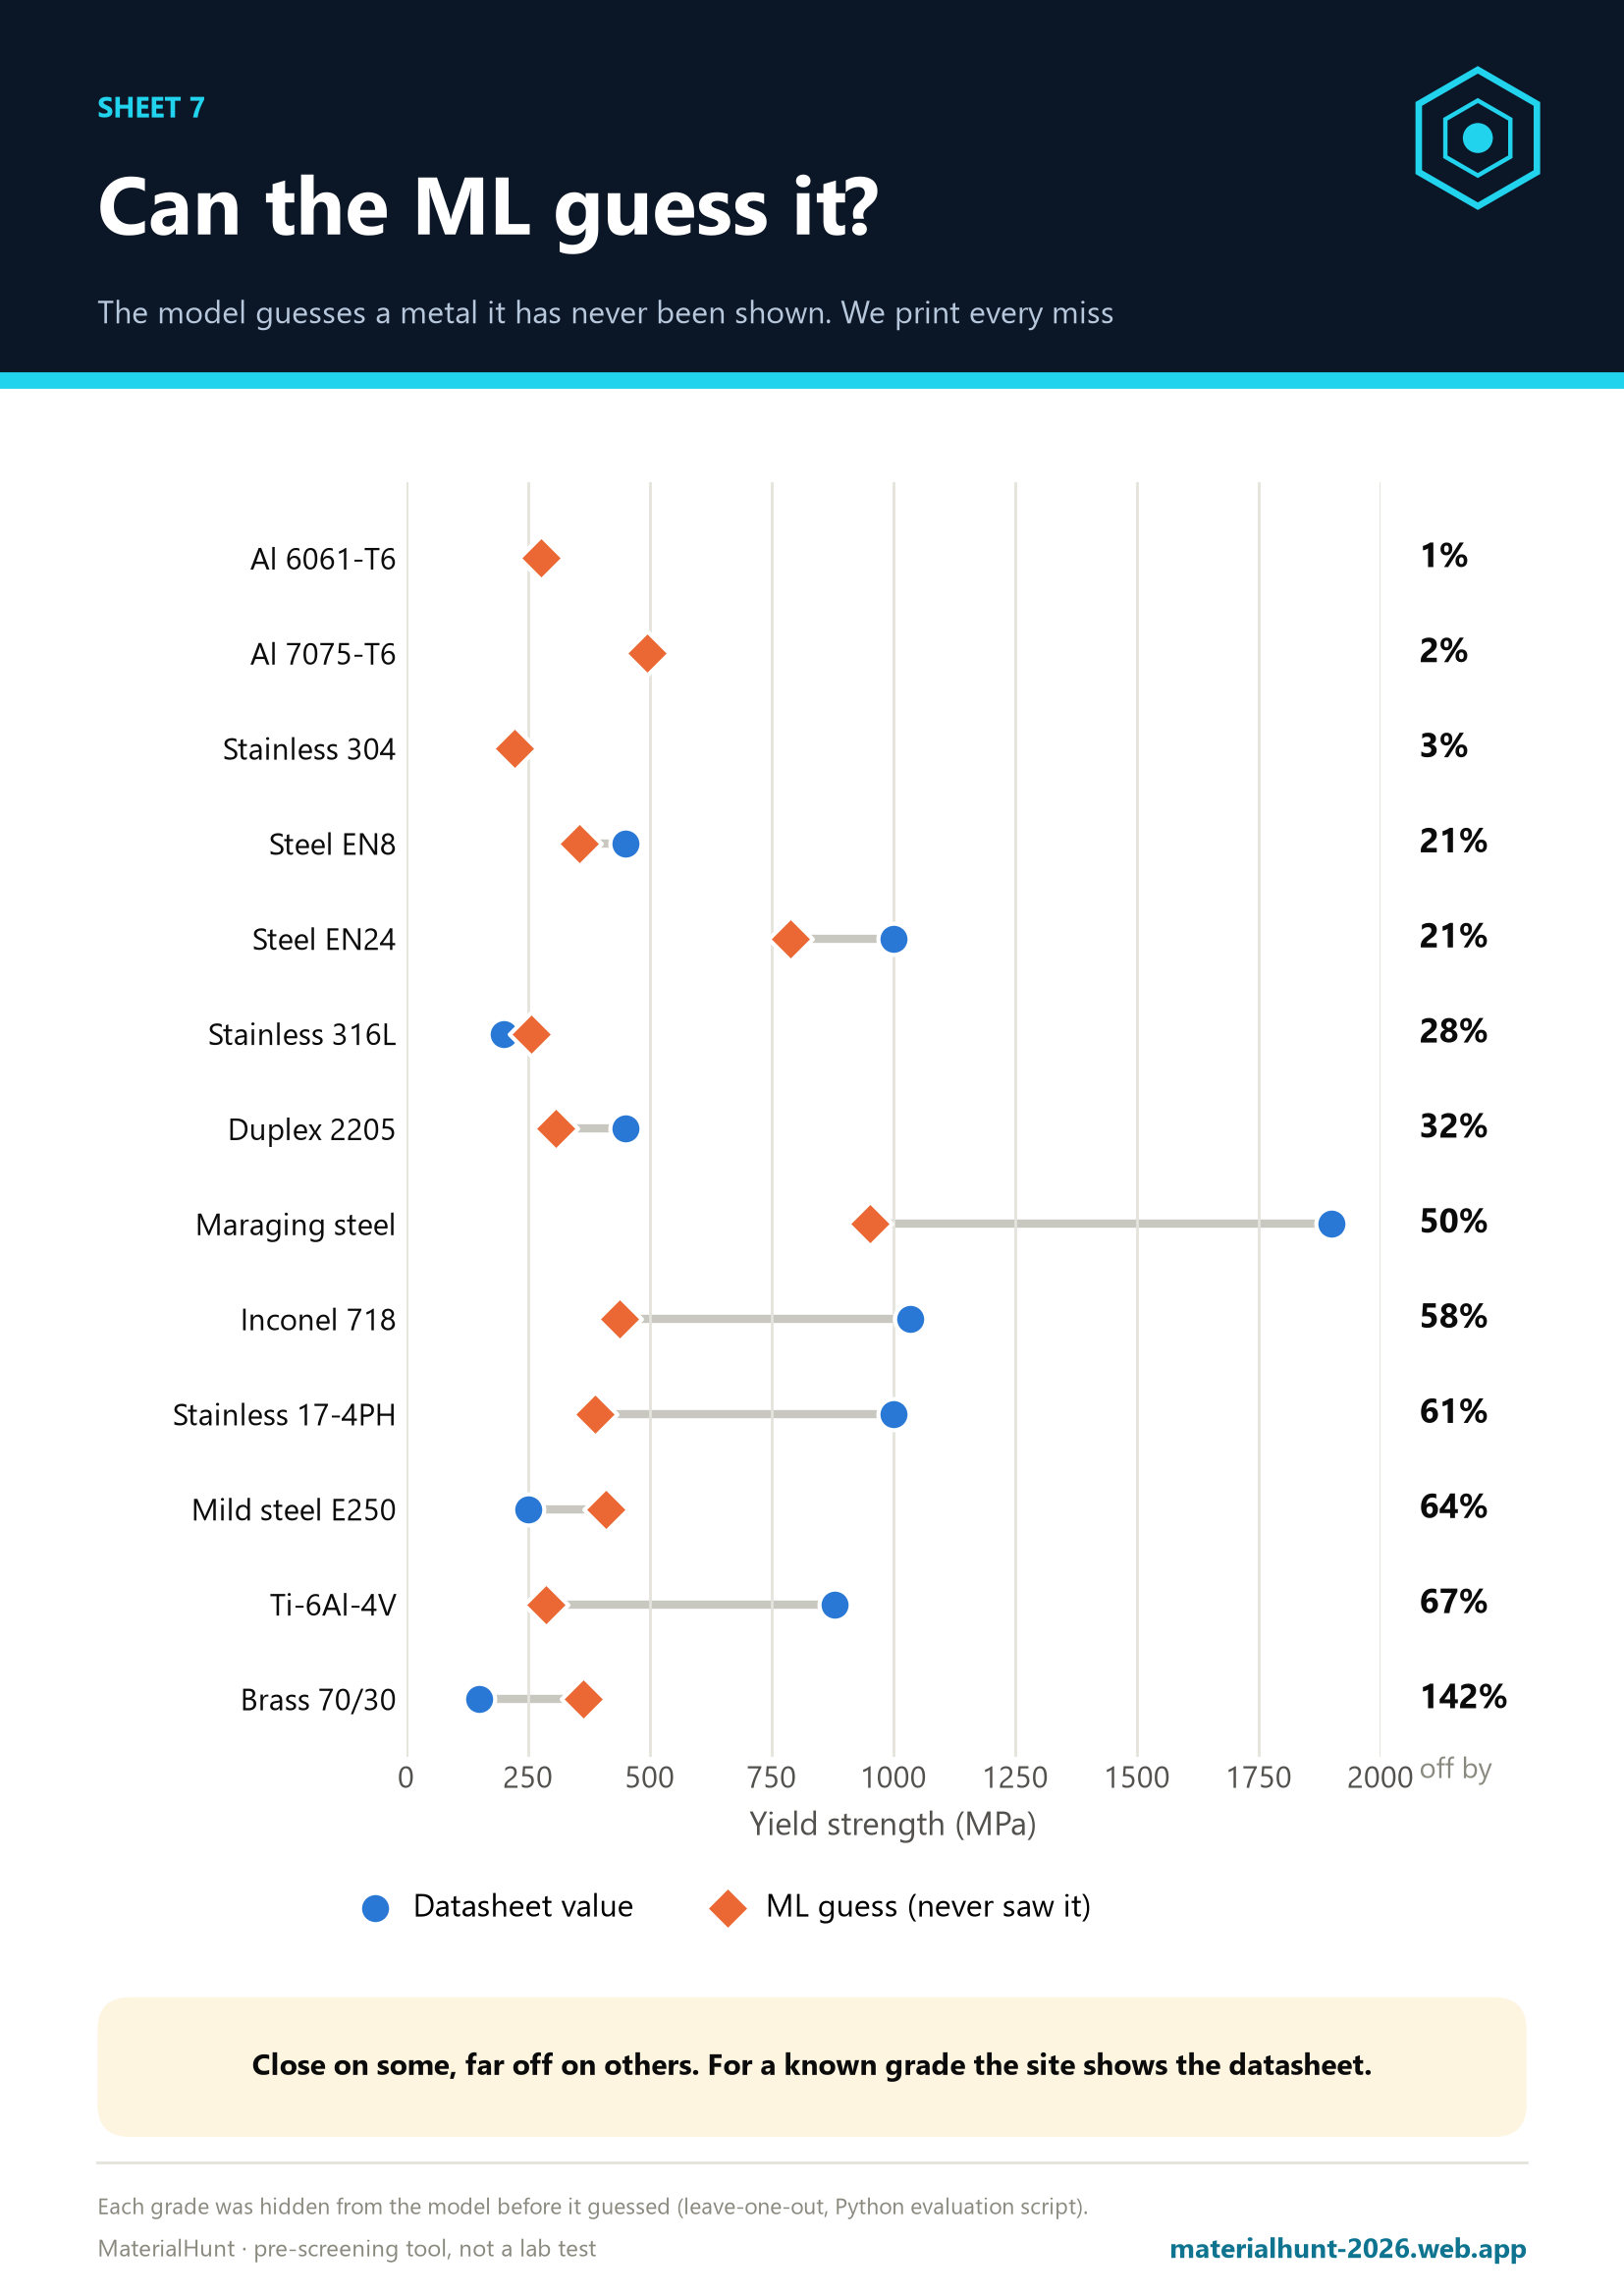 SHEET 7
Can the ML guess it?
The model guesses a metal it has never been shown. We print every miss
Al 6061-T6 1%
Al 7075-T6 2%
Stainless 304 3%
Steel EN8 21%
Steel EN24 21%
Stainless 316L 28%
Duplex 2205 32%
Maraging steel 50%
Inconel 718 58%
Stainless 17-4PH 61%
Mild steel E250 64%
Ti-6Al-4V 67%
Brass 70/30 142%
0 250 500 750 1000 1250 1500 1750 2000 off by
Yield strength (MPa)
Datasheet value ML guess (never saw it)
Close on some, far off on others. For a known grade the site shows the datasheet.
Each grade was hidden from the model before it guessed (leave-one-out, Python evaluation script).
MaterialHunt · pre-screening tool, not a lab test materialhunt-2026.web.app